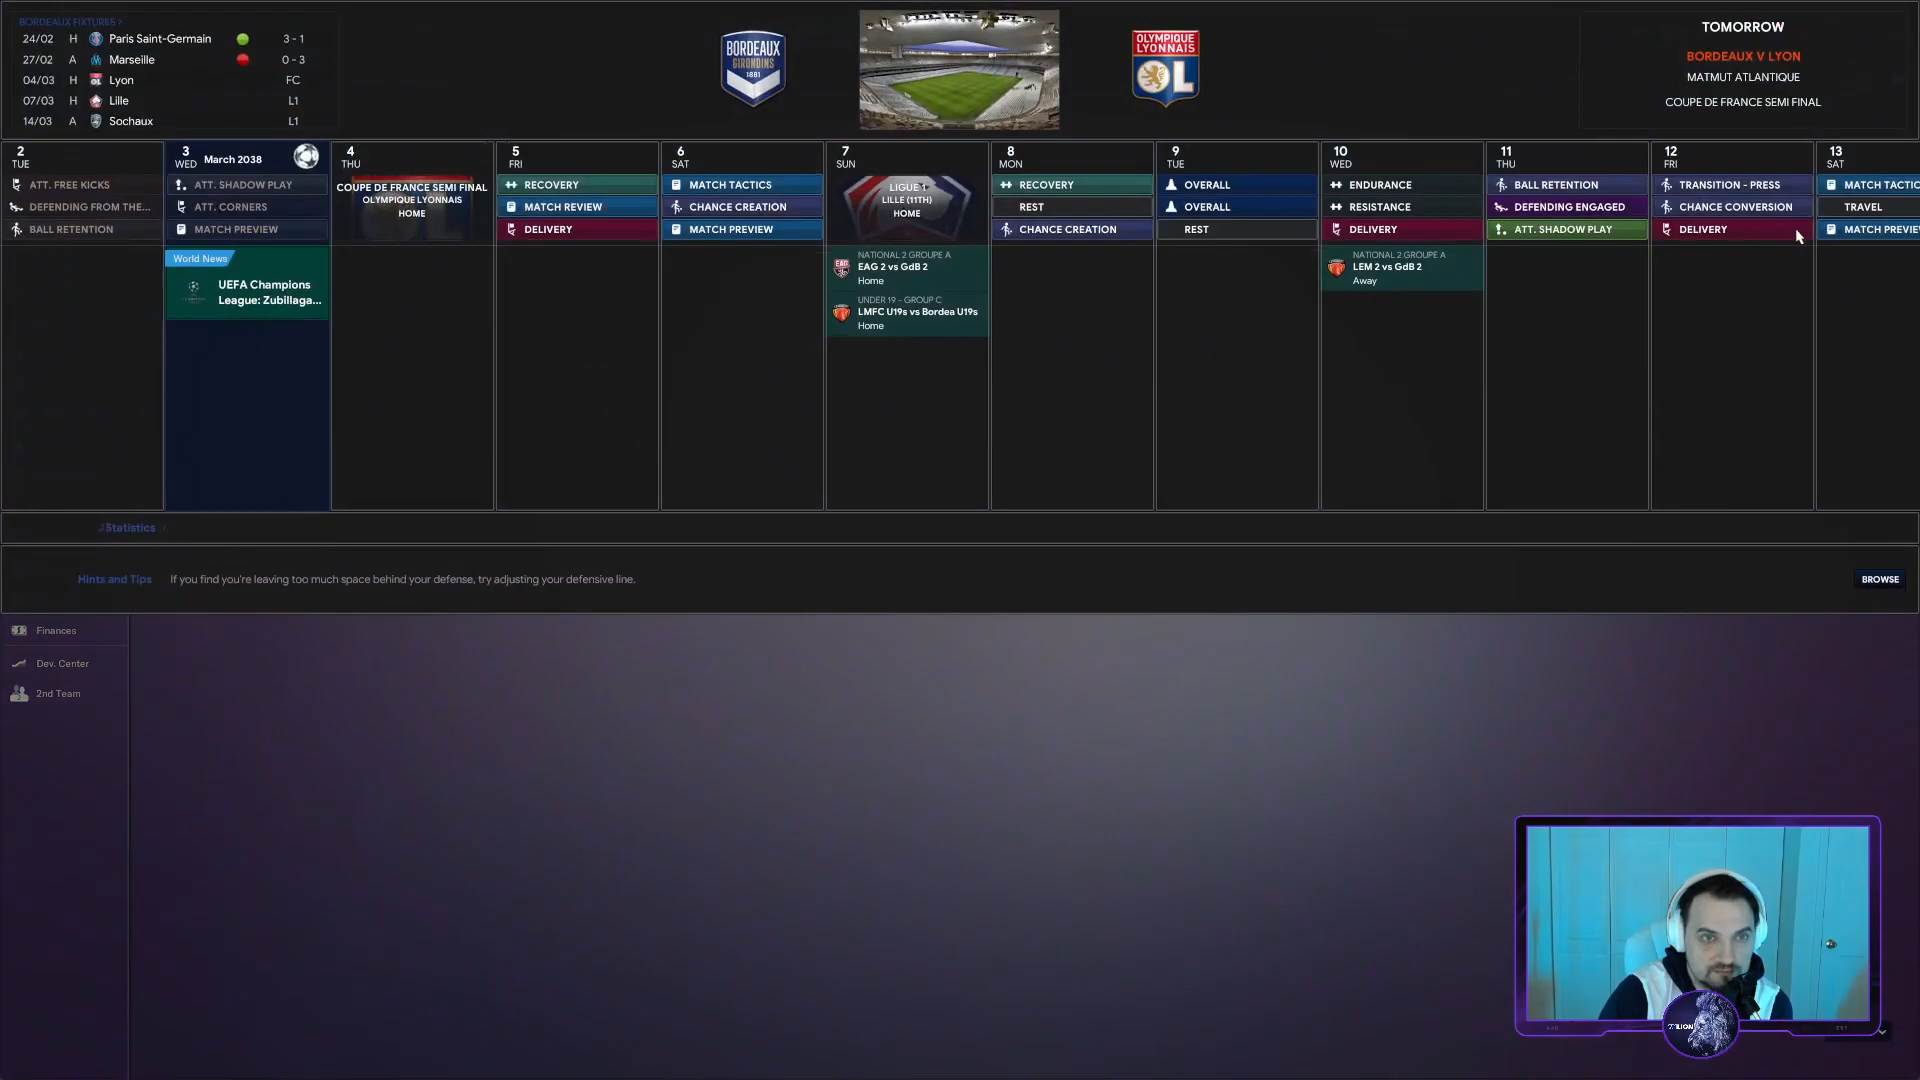 BORDEAUX FIXTURES >
24/02 H Paris Saint-Germain 3 - 1
27/02 A Marseille 0 - 3
04/03 H Lyon FC
07/03 H Lille L1
14/03 A Sochaux L1
BORDEAUX
GIRONDINS
1881
OLYMPIQUE
LYONNAIS
OL
TOMORROW
BORDEAUX V LYON
MATMUT ATLANTIQUE
COUPE DE FRANCE SEMI FINAL
2
TUE
ATT. FREE KICKS
DEFENDING FROM THE...
BALL RETENTION
3
WED March 2038
ATT. SHADOW PLAY
ATT. CORNERS
MATCH PREVIEW
World News
UEFA Champions
League: Zubillaga...
4
THU
COUPE DE FRANCE SEMI FINAL
OLYMPIQUE LYONNAIS
HOME
5
FRI
RECOVERY
MATCH REVIEW
DELIVERY
6
SAT
MATCH TACTICS
CHANCE CREATION
MATCH PREVIEW
7
SUN
LIGUE 1
LILLE (11TH)
HOME
NATIONAL 2 GROUPE A
EAG 2 vs GdB 2
Home
UNDER 19 - GROUP C
LMFC U19s vs Bordea U19s
Home
8
MON
RECOVERY
REST
CHANCE CREATION
9
TUE
OVERALL
OVERALL
REST
10
WED
ENDURANCE
RESISTANCE
DELIVERY
NATIONAL 2 GROUPE A
LEM 2 vs GdB 2
Away
11
THU
BALL RETENTION
DEFENDING ENGAGED
ATT. SHADOW PLAY
12
FRI
TRANSITION - PRESS
CHANCE CONVERSION
DELIVERY
13
SAT
MATCH TACTIC
TRAVEL
MATCH PREVIEW
Statistics
Hints and Tips If you find you're leaving too much space behind your defense, try adjusting your defensive line.
BROWSE
Finances
Dev. Center
2nd Team